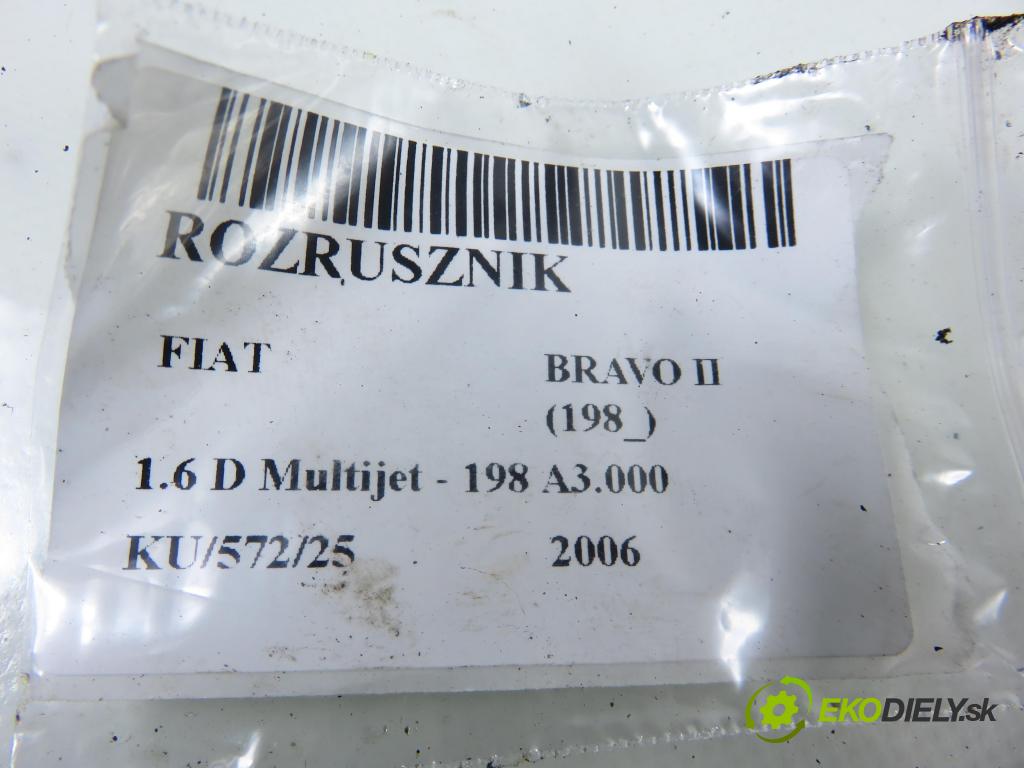 ROZRUSZNIK
FIAT BRAVO II
(198_)
1.6 D Multijet - 198 A3.000
KU/572/25 2006
EKODIELY.sk